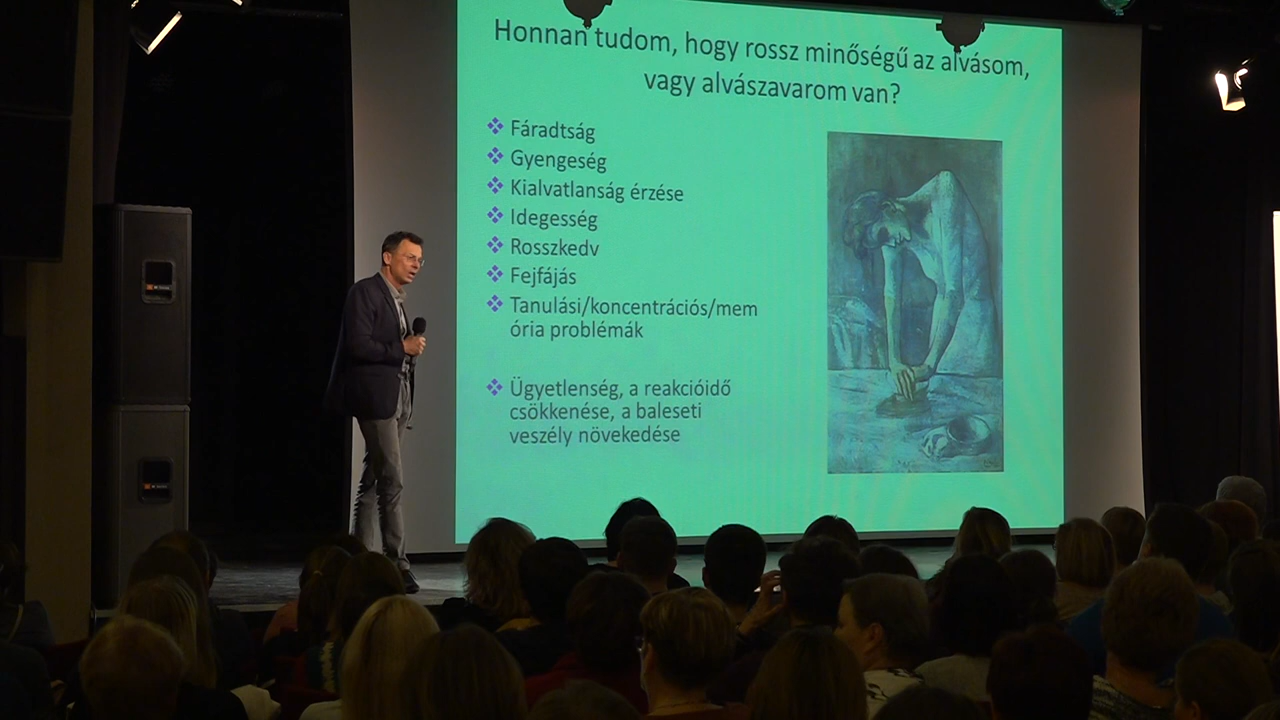 Honnan tudom, hogy rossz minőségű az alvásom,
vagy alvászavarom van?
Fáradtság
Gyengeség
Kialvatlanság érzése
Idegesség
Rosszkedv
Fejfájás
Tanulási/koncentrációs/mem
ória problémák
Ügyetlenség, a reakcióidő
csökkenése, a baleseti
veszély növekedése